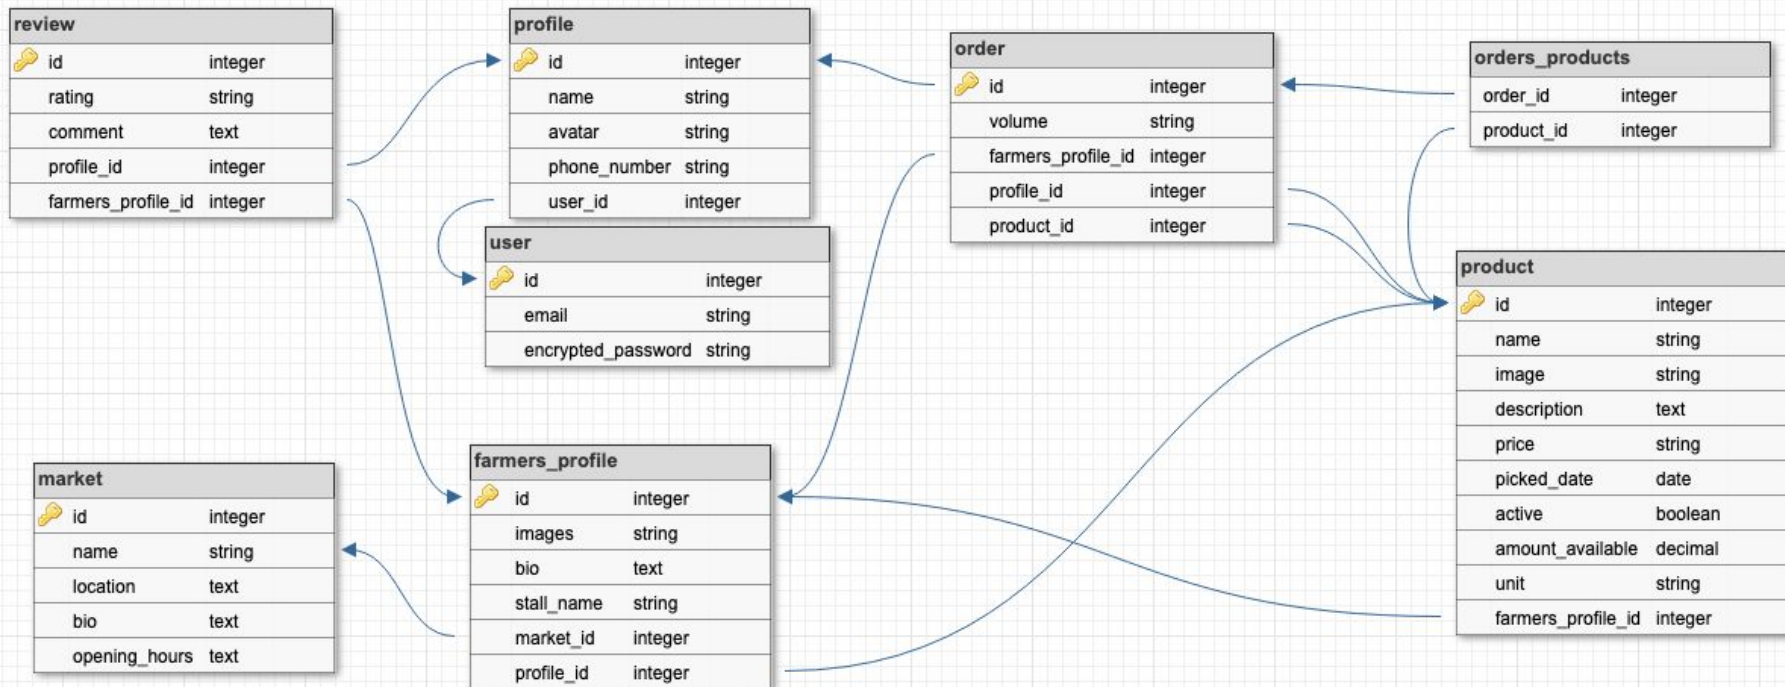 review
id integer
rating string
comment text
profile_id integer
farmers_profile_id integer
profile
id integer
name string
avatar string
phone_number string
user_id integer
user
id integer
email string
encrypted_password string
order
id integer
volume string
farmers_profile_id integer
profile_id integer
product_id integer
orders_products
order_id integer
product_id integer
product
id integer
name string
image string
description text
price string
picked_date date
active boolean
amount_available decimal
unit string
farmers_profile_id integer
market
id integer
name string
location text
bio text
opening_hours text
farmers_profile
id integer
images string
bio text
stall_name string
market_id integer
profile_id integer